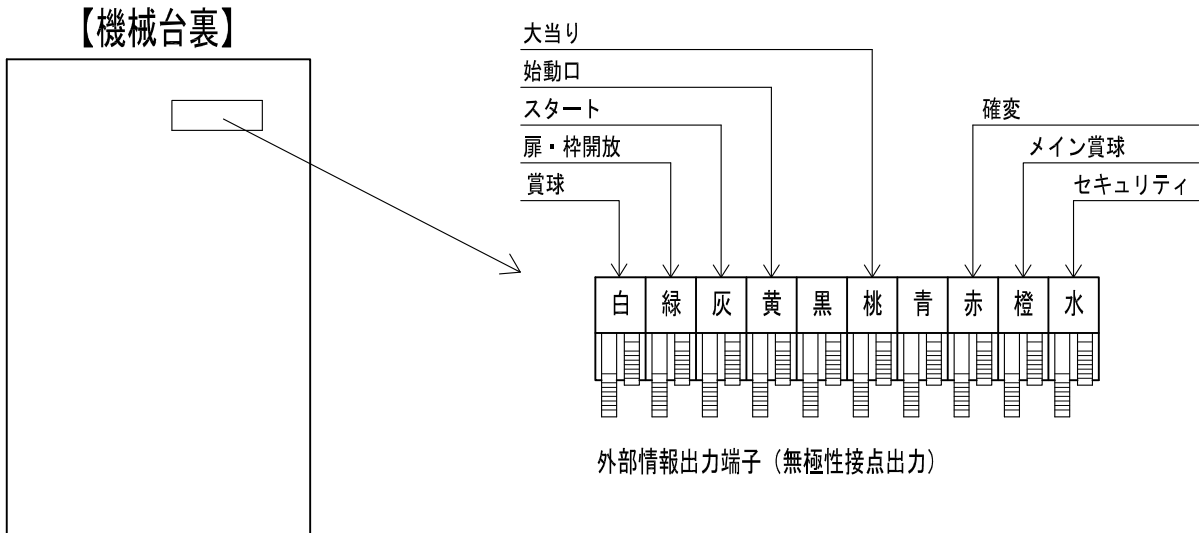 【機械台裏】
大当り
始動口
スタート
扉・枠開放
賞球
確変
メイン賞球
セキュリティ
白 緑 灰 黄 黒 桃 青 赤 橙 水
外部情報出力端子（無極性接点出力）